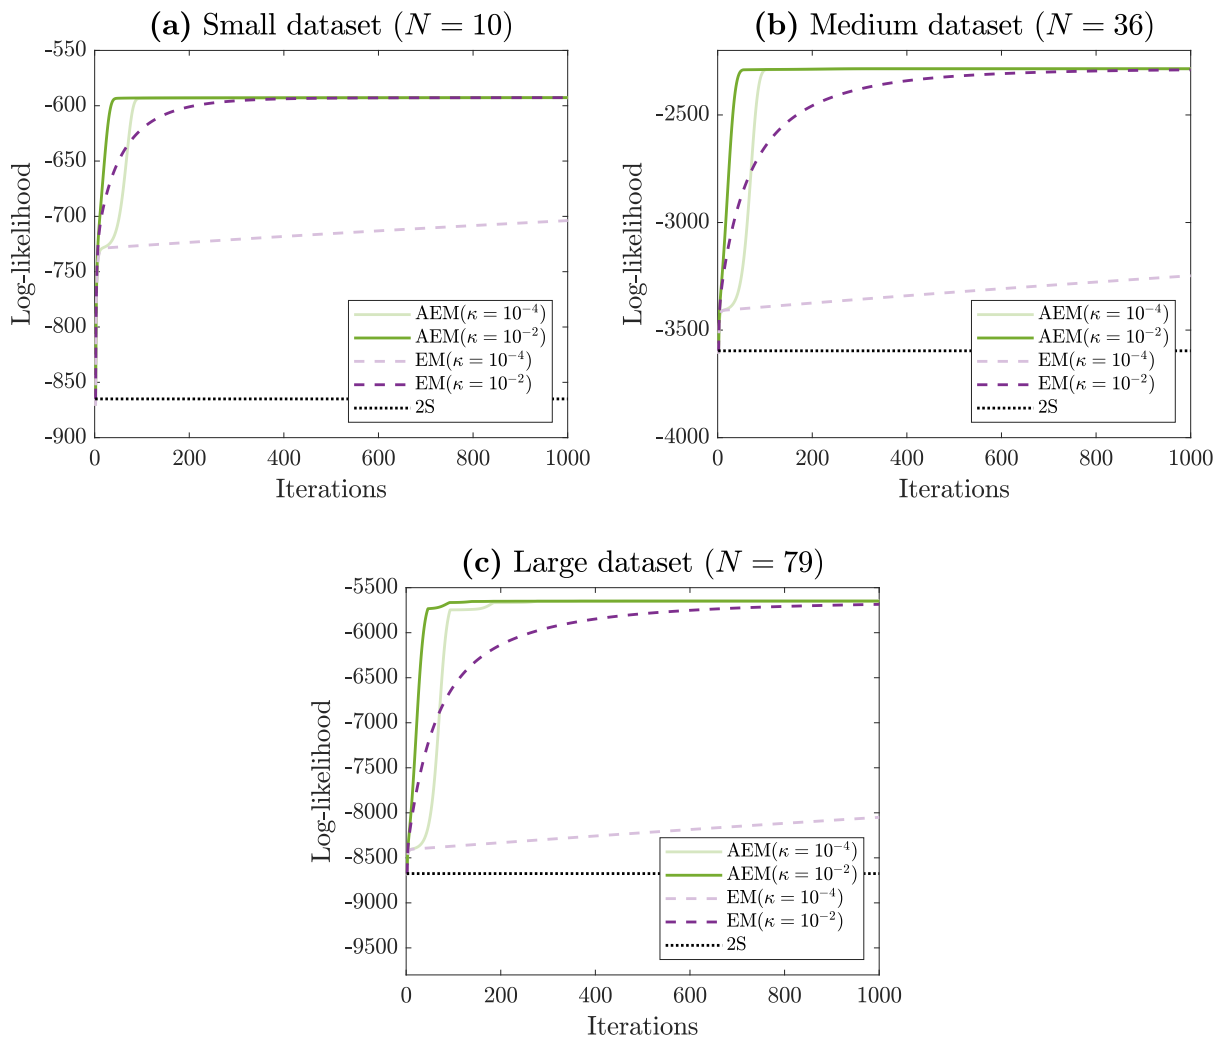 (a) Small dataset (N = 10)
-550
-600
-650
-700
-750
-800
-850
-900
Log-likelihood
0 200 400 600 800 1000
Iterations
AEM(κ = 10⁻⁴)
AEM(κ = 10⁻²)
EM(κ = 10⁻⁴)
EM(κ = 10⁻²)
2S
(b) Medium dataset (N = 36)
-2500
-3000
-3500
-4000
Log-likelihood
0 200 400 600 800 1000
Iterations
AEM(κ = 10⁻⁴)
AEM(κ = 10⁻²)
EM(κ = 10⁻⁴)
EM(κ = 10⁻²)
2S
(c) Large dataset (N = 79)
-5500
-6000
-6500
-7000
-7500
-8000
-8500
-9000
-9500
Log-likelihood
0 200 400 600 800 1000
Iterations
AEM(κ = 10⁻⁴)
AEM(κ = 10⁻²)
EM(κ = 10⁻⁴)
EM(κ = 10⁻²)
2S